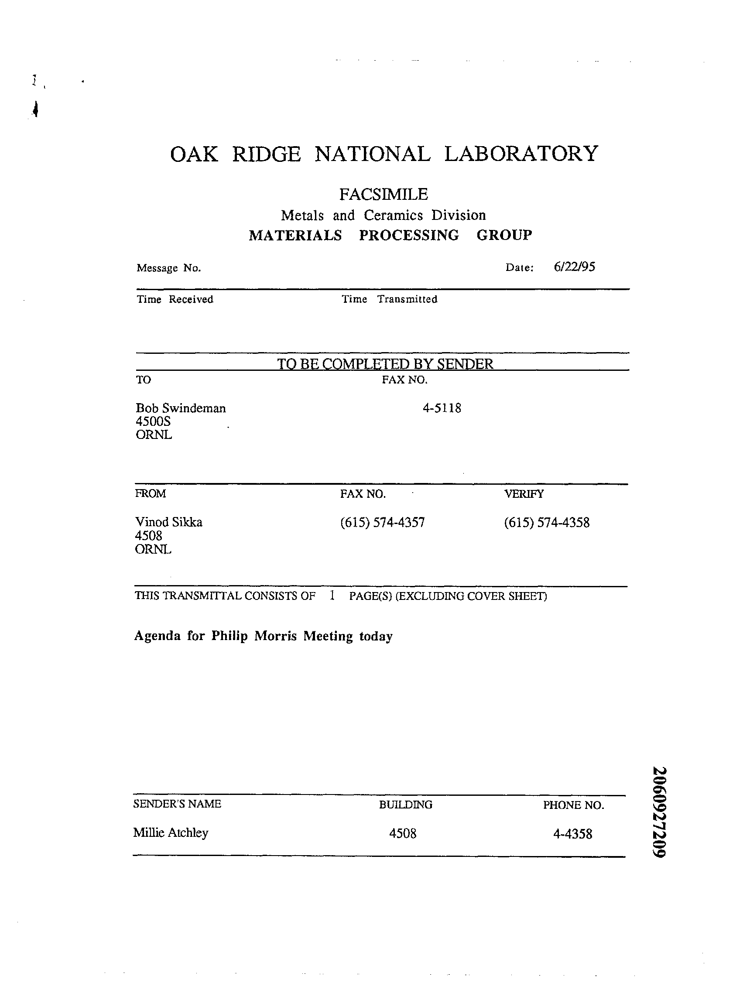 OAK RIDGE NATIONAL LABORATORY
FACSIMILE
Metals and Ceramics Division
MATERIALS PROCESSING GROUP
Message No. Date: 6/22/95
Time Received Time Transmitted
TO BE COMPLETED BY SENDER
TO FAX NO.
Bob Swindeman 4-5118
4500S
ORNL
FROM FAX NO. VERIFY
Vinod Sikka (615) 574-4357 (615) 574-4358
4508
ORNL
THIS TRANSMITTAL CONSISTS OF 1 PAGE(S) (EXCLUDING COVER SHEET)
Agenda for Philip Morris Meeting today
SENDER'S NAME BUILDING PHONE NO.
Millie Atchley 4508 4-4358
2060927209